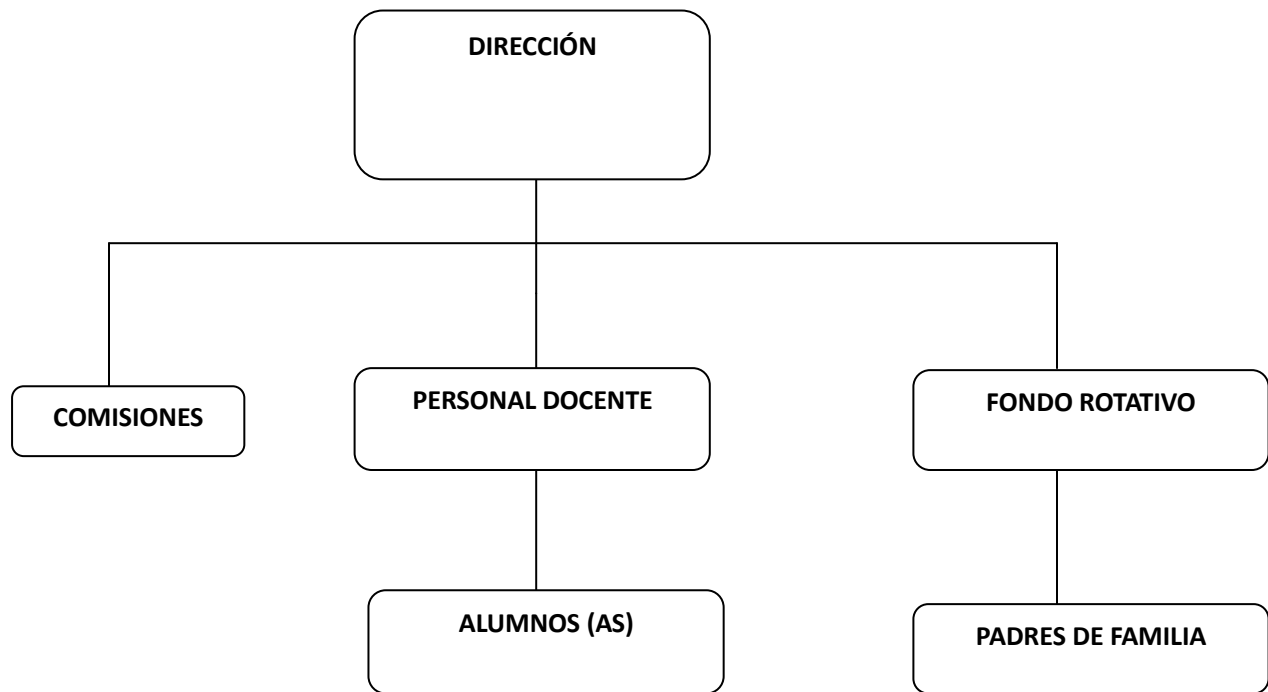 DIRECCIÓN
COMISIONES
PERSONAL DOCENTE
FONDO ROTATIVO
ALUMNOS (AS)
PADRES DE FAMILIA